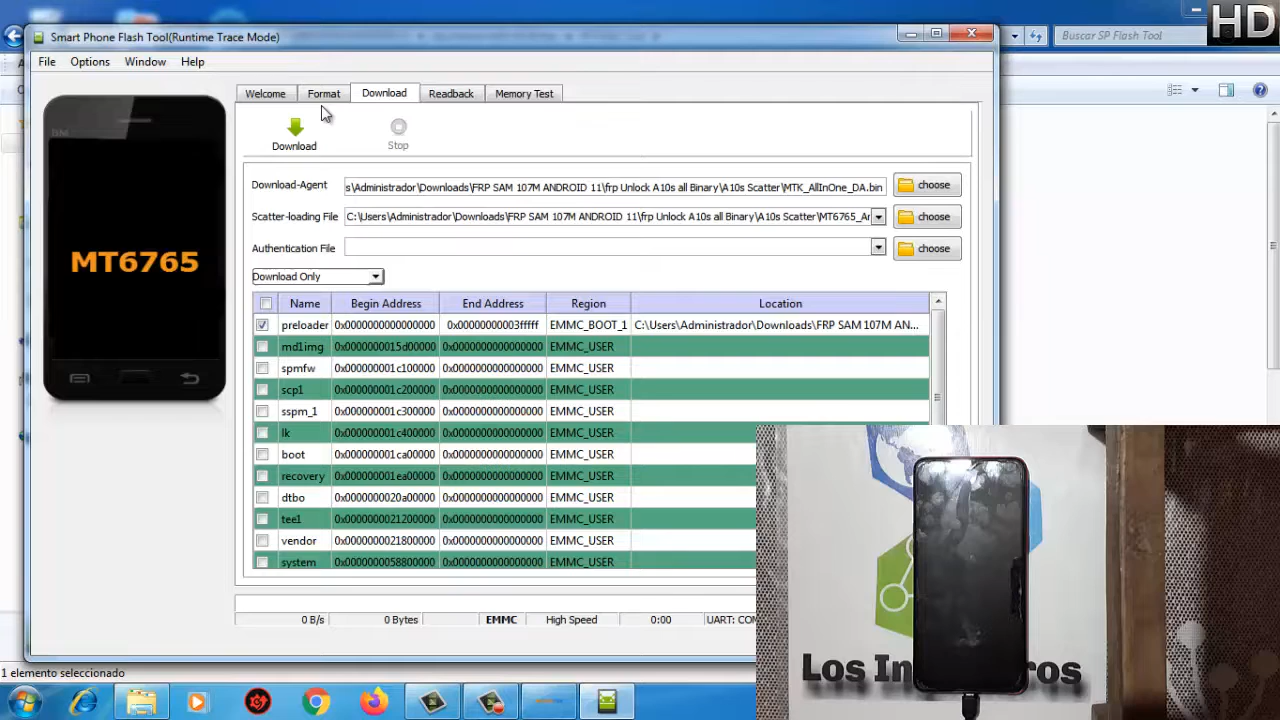 HD
Smart Phone Flash Tool(Runtime Trace Mode)
Buscar SP Flash Tool
File Options Window Help
Welcome Format Download Readback Memory Test
Download Stop
Download-Agent s\Administrador\Downloads\FRP SAM 107M ANDROID 11\frp Unlock A10s all Binary\A10s Scatter\MTK_AllInOne_DA.bin choose
Scatter-loading File C:\Users\Administrador\Downloads\FRP SAM 107M ANDROID 11\frp Unlock A10s all Binary\A10s Scatter\MT6765_Ar choose
Authentication File choose
MT6765
Download Only
Name Begin Address End Address Region Location
preloader 0x0000000000000000 0x00000000003fffff EMMC_BOOT_1 C:\Users\Administrador\Downloads\FRP SAM 107M AN...
md1img 0x0000000015d00000 0x0000000000000000 EMMC_USER
spmfw 0x000000001c100000 0x0000000000000000 EMMC_USER
scp1 0x000000001c200000 0x0000000000000000 EMMC_USER
sspm_1 0x000000001c300000 0x0000000000000000 EMMC_USER
lk 0x000000001c400000 0x0000000000000000 EMMC_USER
boot 0x000000001ca00000 0x0000000000000000 EMMC_USER
recovery 0x000000001ea00000 0x0000000000000000 EMMC_USER
dtbo 0x0000000020a00000 0x0000000000000000 EMMC_USER
tee1 0x0000000021200000 0x0000000000000000 EMMC_USER
vendor 0x0000000021800000 0x0000000000000000 EMMC_USER
system 0x0000000058800000 0x0000000000000000 EMMC_USER
0 B/s 0 Bytes EMMC High Speed 0:00 UART: COM
Los In eros
1 elemento seleccionado